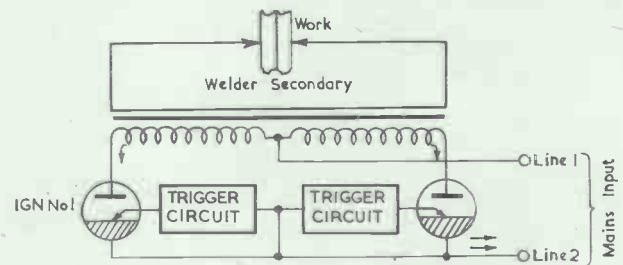 Work
Welder Secondary
Line 1
IGN No1
TRIGGER
CIRCUIT
TRIGGER
CIRCUIT
Line 2
Mains Input